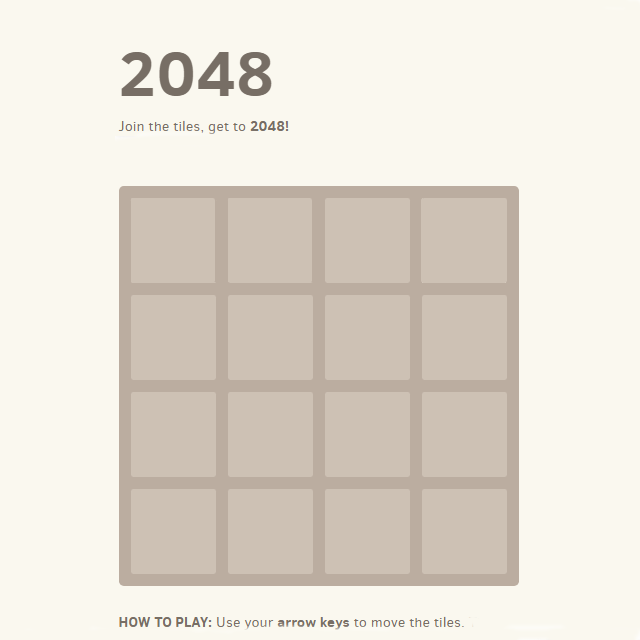 2048
Join the tiles, get to 2048!
HOW TO PLAY: Use your arrow keys to move the tiles.